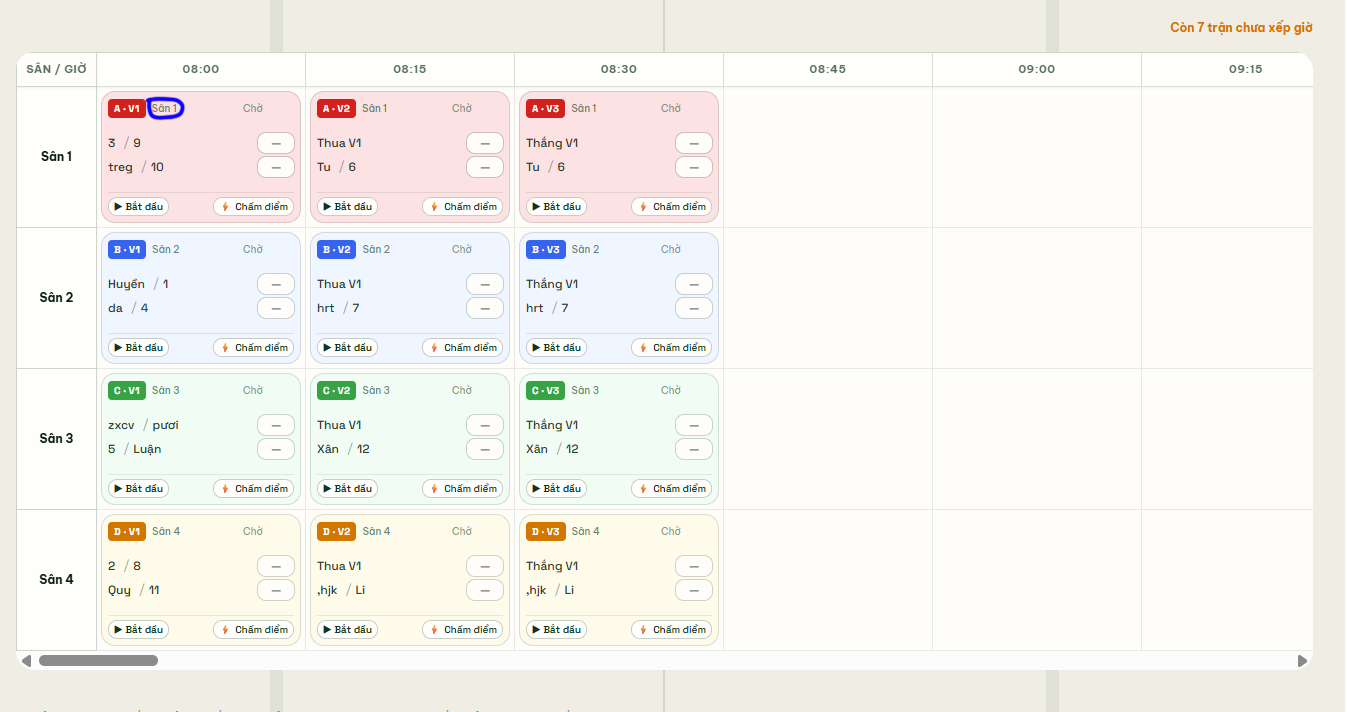 Còn 7 trận chưa xếp giờ
SÂN / GIỜ 08:00 08:15 08:30 08:45 09:00 09:15
Sân 1
A·V1 Sân 1 Chờ
3 / 9 —
treg / 10 —
▶ Bắt đầu Chấm điểm
A·V2 Sân 1 Chờ
Thua V1 —
Tu / 6 —
▶ Bắt đầu Chấm điểm
A·V3 Sân 1 Chờ
Thắng V1 —
Tu / 6 —
▶ Bắt đầu Chấm điểm
Sân 2
B·V1 Sân 2 Chờ
Huyền / 1 —
da / 4 —
▶ Bắt đầu Chấm điểm
B·V2 Sân 2 Chờ
Thua V1 —
hrt / 7 —
▶ Bắt đầu Chấm điểm
B·V3 Sân 2 Chờ
Thắng V1 —
hrt / 7 —
▶ Bắt đầu Chấm điểm
Sân 3
C·V1 Sân 3 Chờ
zxcv / pươi —
5 / Luận —
▶ Bắt đầu Chấm điểm
C·V2 Sân 3 Chờ
Thua V1 —
Xân / 12 —
▶ Bắt đầu Chấm điểm
C·V3 Sân 3 Chờ
Thắng V1 —
Xân / 12 —
▶ Bắt đầu Chấm điểm
Sân 4
D·V1 Sân 4 Chờ
2 / 8 —
Quy / 11 —
▶ Bắt đầu Chấm điểm
D·V2 Sân 4 Chờ
Thua V1 —
,hjk / Li —
▶ Bắt đầu Chấm điểm
D·V3 Sân 4 Chờ
Thắng V1 —
,hjk / Li —
▶ Bắt đầu Chấm điểm